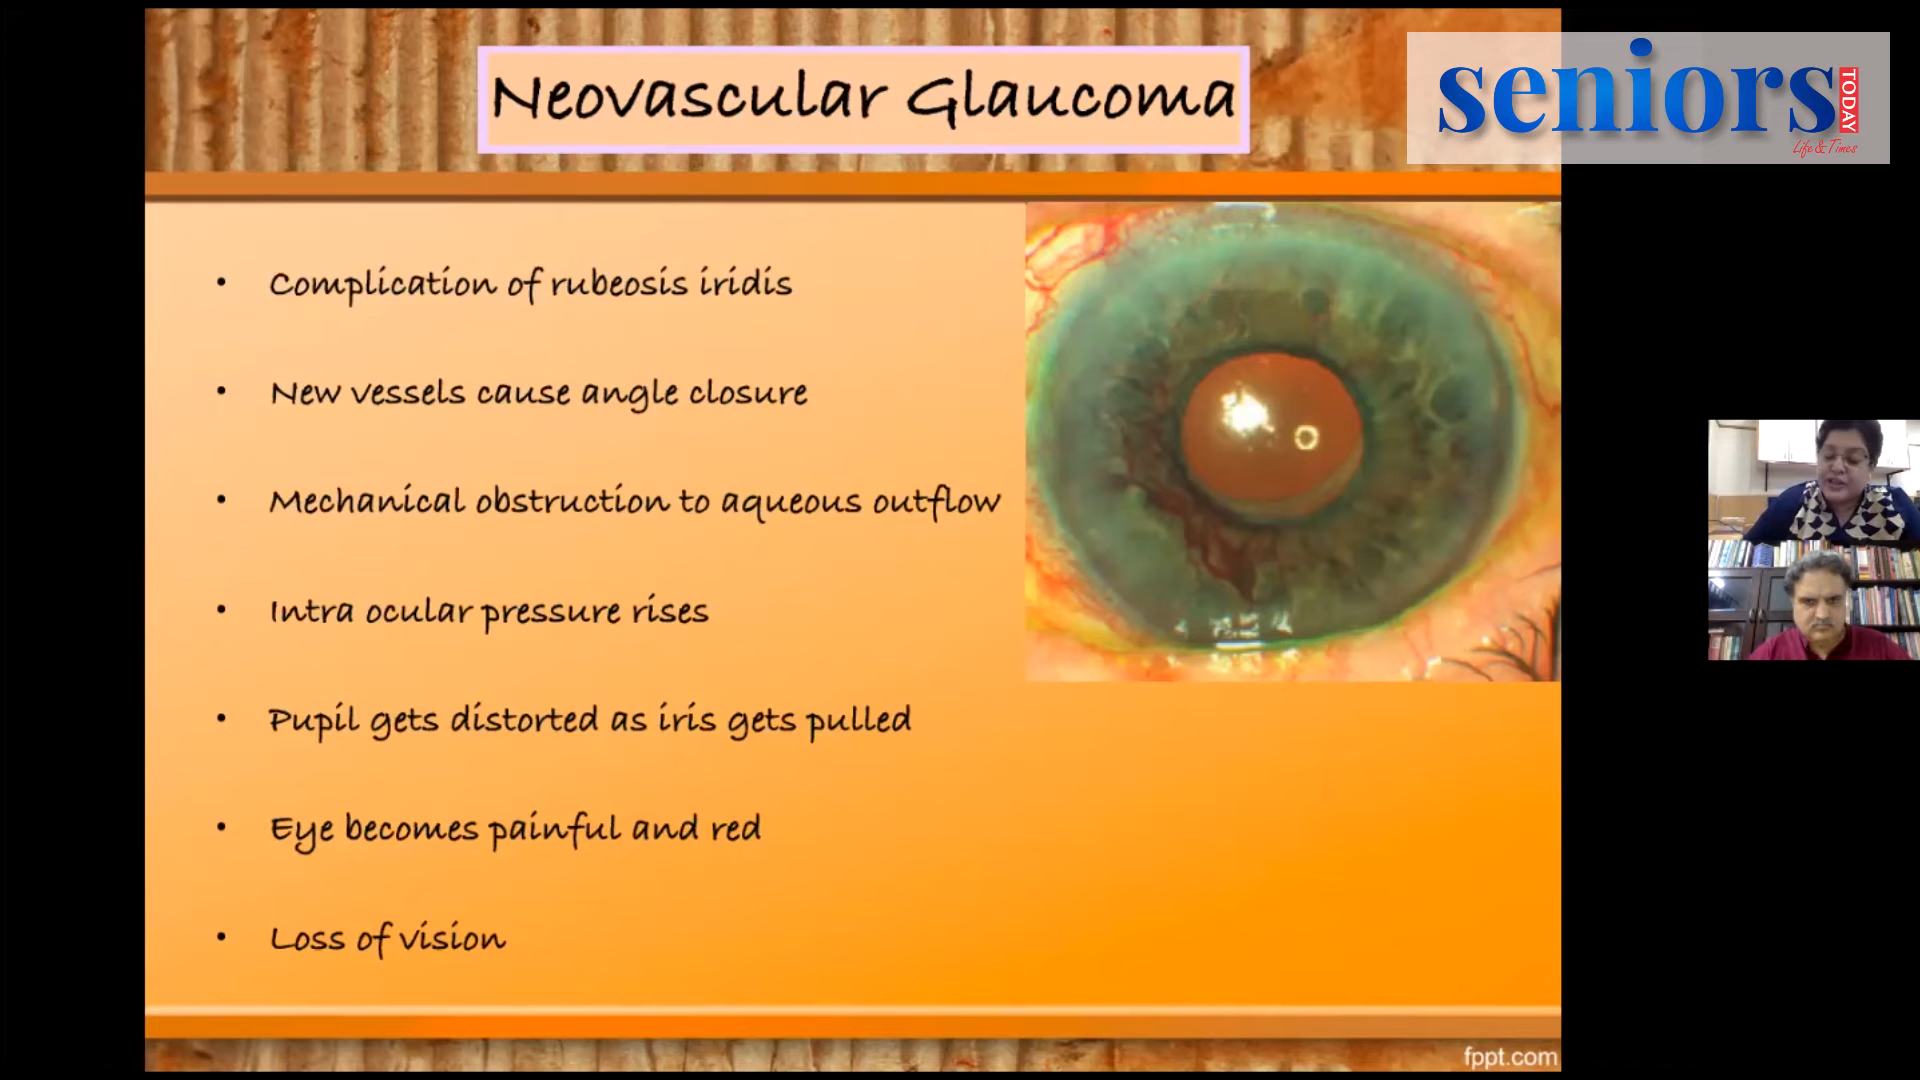 Neovascular Glaucoma
seniors
TODAY
Life & Times
• Complication of rubeosis iridis
• New vessels cause angle closure
• Mechanical obstruction to aqueous outflow
• Intra ocular pressure rises
• Pupil gets distorted as iris gets pulled
• Eye becomes painful and red
• Loss of vision
fppt.com